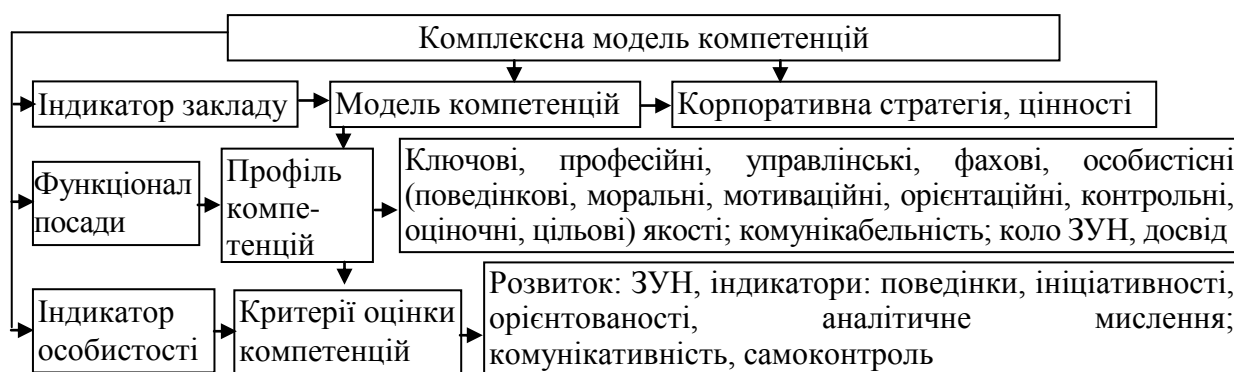 Комплексна модель компетенцій
Індикатор закладу
Модель компетенцій
Корпоративна стратегія, цінності
Функціонал
посади
Профіль
компе-
тенцій
Ключові, професійні, управлінські, фахові, особистісні
(поведінкові, моральні, мотиваційні, орієнтаційні, контрольні,
оціночні, цільові) якості; комунікабельність; коло ЗУН, досвід
Індикатор
особистості
Критерії оцінки
компетенцій
Розвиток: ЗУН, індикатори: поведінки, ініціативності,
орієнтованості, аналітичне мислення;
комунікативність, самоконтроль